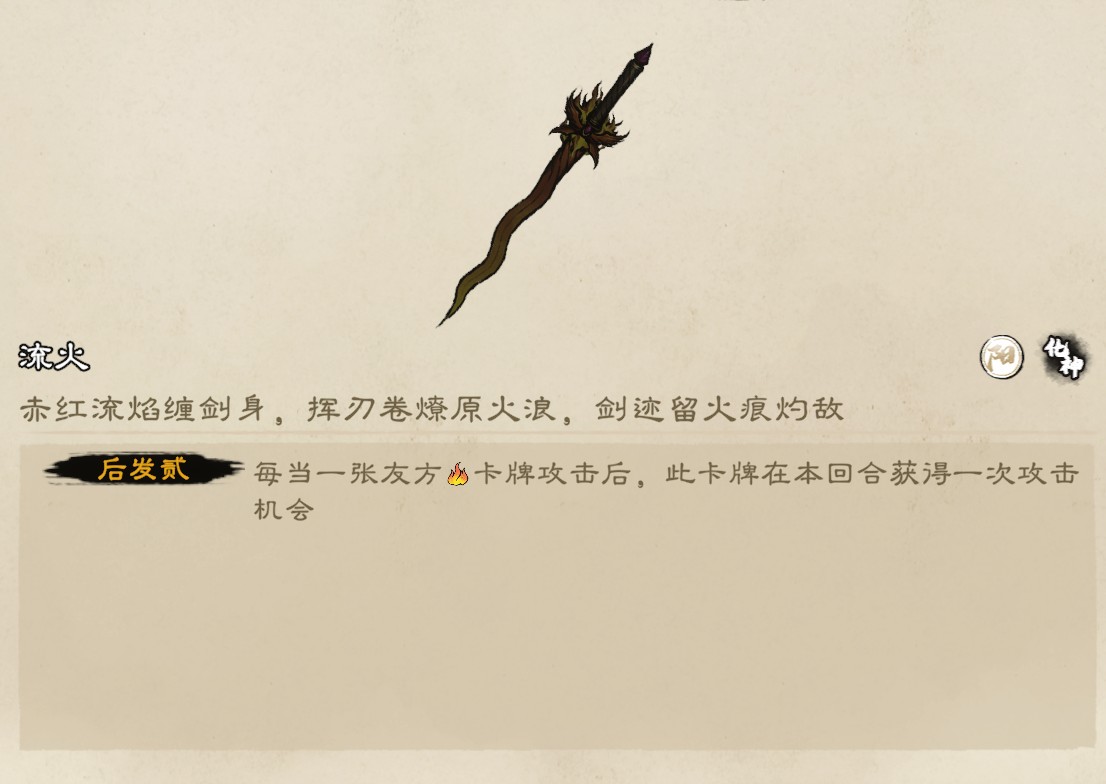 流火
阳
化神
赤红流焰缠剑身，挥刃卷燎原火浪，剑迹留火痕灼敌
后发贰
每当一张友方🔥卡牌攻击后，此卡牌在本回合获得一次攻击
机会